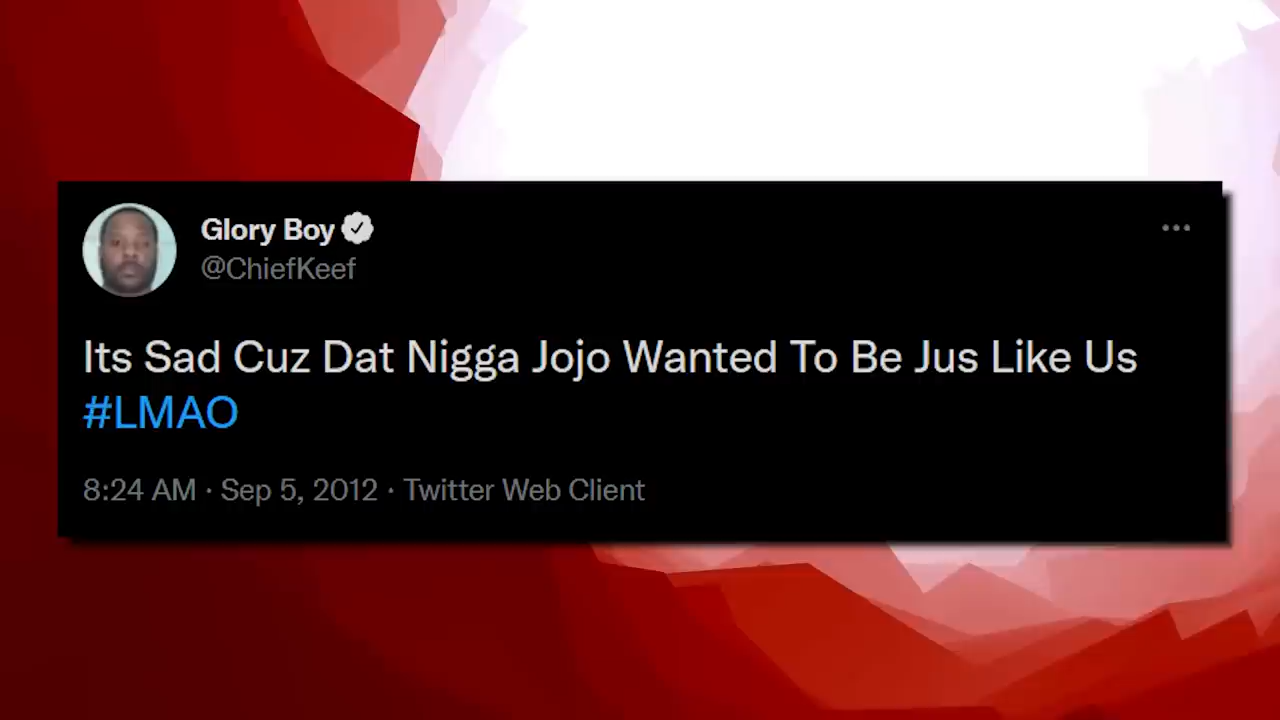 Glory Boy
@ChiefKeef
Its Sad Cuz Dat Nigga Jojo Wanted To Be Jus Like Us
#LMAO
8:24 AM · Sep 5, 2012 · Twitter Web Client